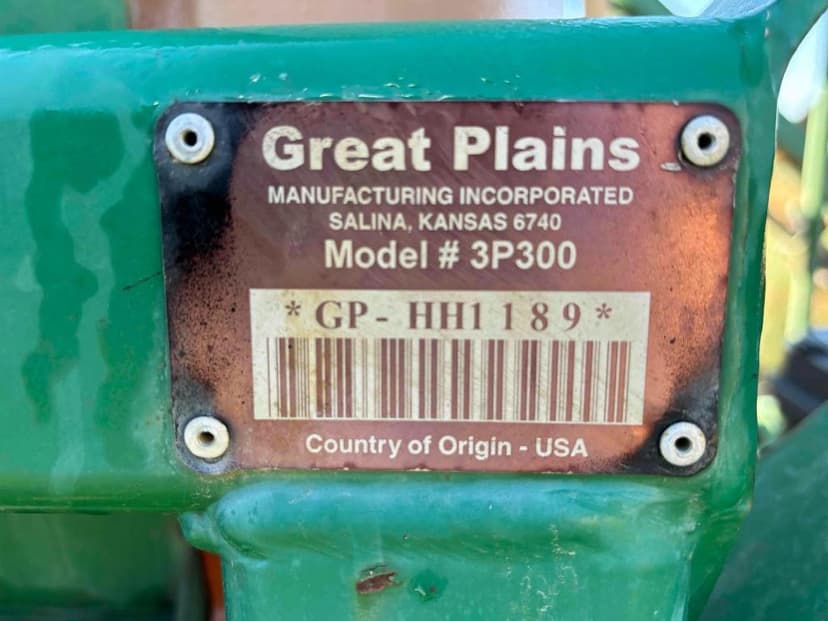 Great Plains
MANUFACTURING INCORPORATED
SALINA, KANSAS 6740
Model # 3P300
*GP- HH1189*
Country of Origin - USA